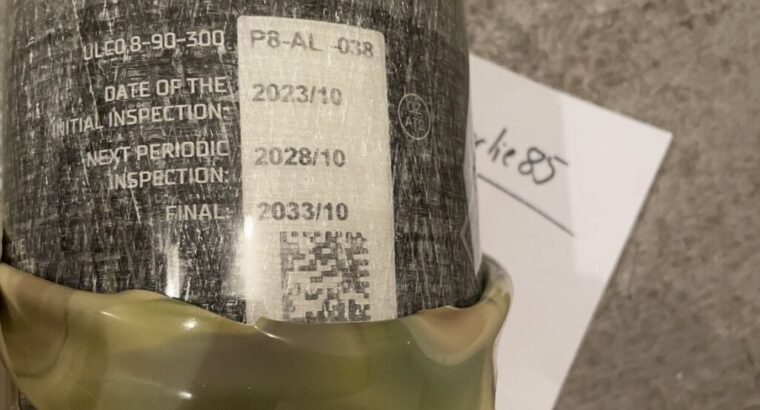 ULC0,8-90-300 P8-AL -038
DATE OF THE
INITIAL INSPECTION: 2023/10
NEXT PERIODIC
INSPECTION: 2028/10
FINAL: 2033/10